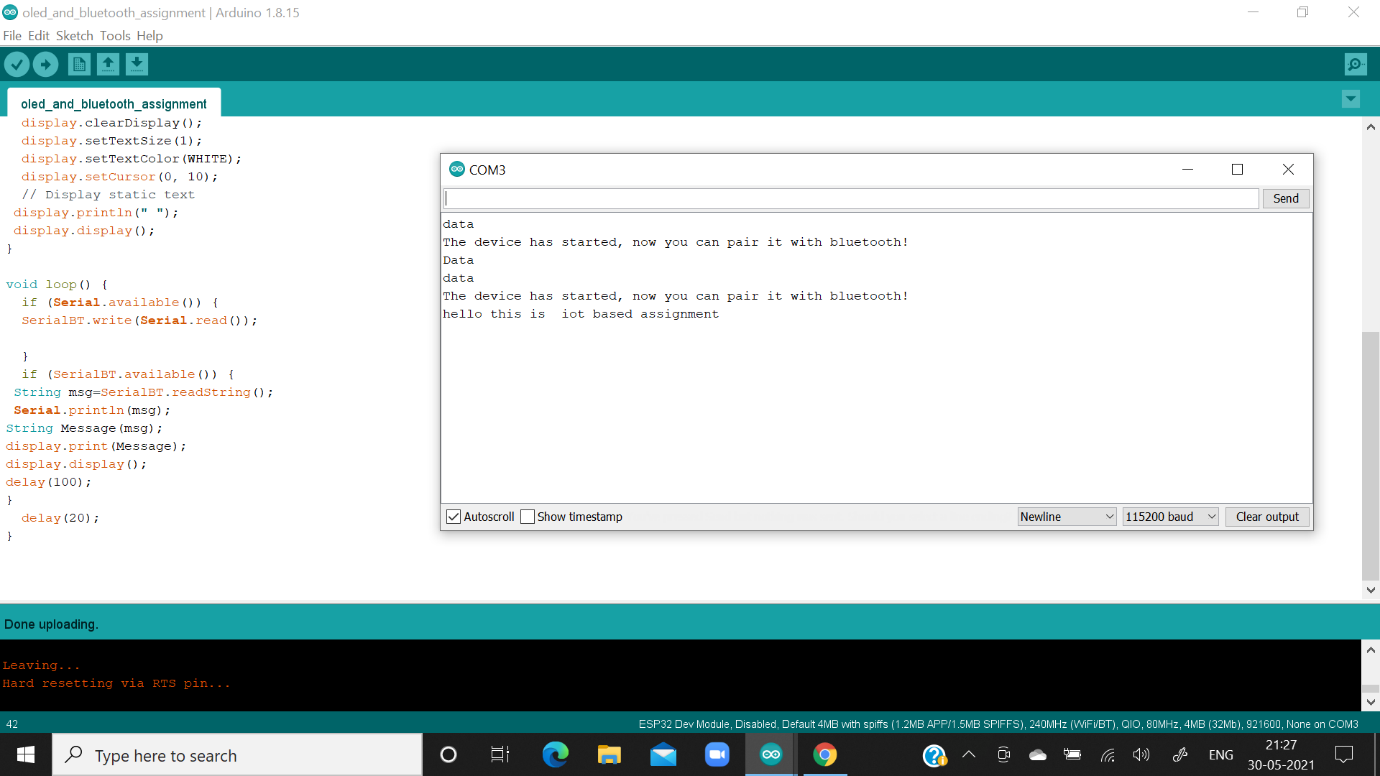 oled_and_bluetooth_assignment | Arduino 1.8.15
File Edit Sketch Tools Help
oled_and_bluetooth_assignment
display.clearDisplay();
display.setTextSize(1);
display.setTextColor(WHITE);
display.setCursor(0, 10);
// Display static text
display.println(" ");
display.display();
}
void loop() {
if (Serial.available()) {
SerialBT.write(Serial.read());
}
if (SerialBT.available()) {
String msg=SerialBT.readString();
Serial.println(msg);
String Message(msg);
display.print(Message);
display.display();
delay(100);
}
delay(20);
}
COM3
Send
data
The device has started, now you can pair it with bluetooth!
Data
data
The device has started, now you can pair it with bluetooth!
hello this is  iot based assignment
Autoscroll Show timestamp Newline 115200 baud Clear output
Done uploading.
Leaving...
Hard resetting via RTS pin...
42 ESP32 Dev Module, Disabled, Default 4MB with spiffs (1.2MB APP/1.5MB SPIFFS), 240MHz (WiFi/BT), QIO, 80MHz, 4MB (32Mb), 921600, None on COM3
Type here to search
ENG
21:27
30-05-2021